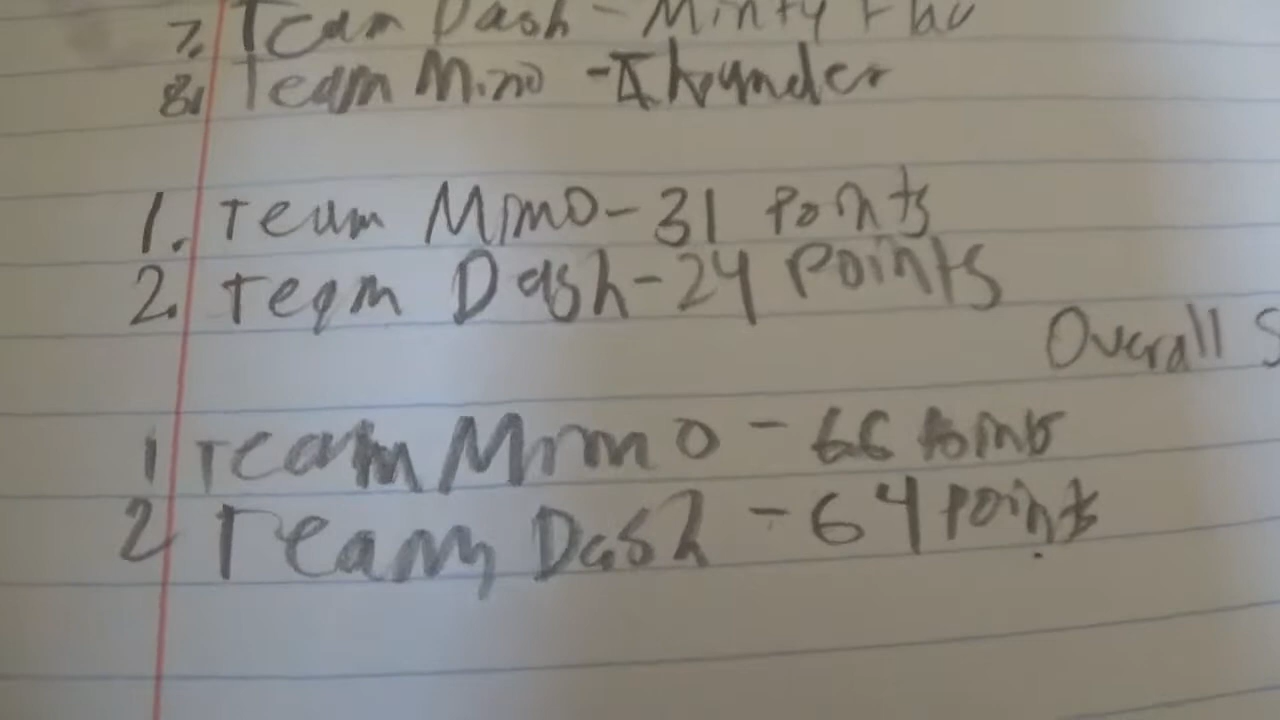 7. Team Dash - Minty Flav
8. Team Mimo - Thunder
1. Team Mimo - 31 Points
2. Team Dash - 24 Points
Overall S
1 Team Mimo - 66 Points
2 Team Dash - 64 Points